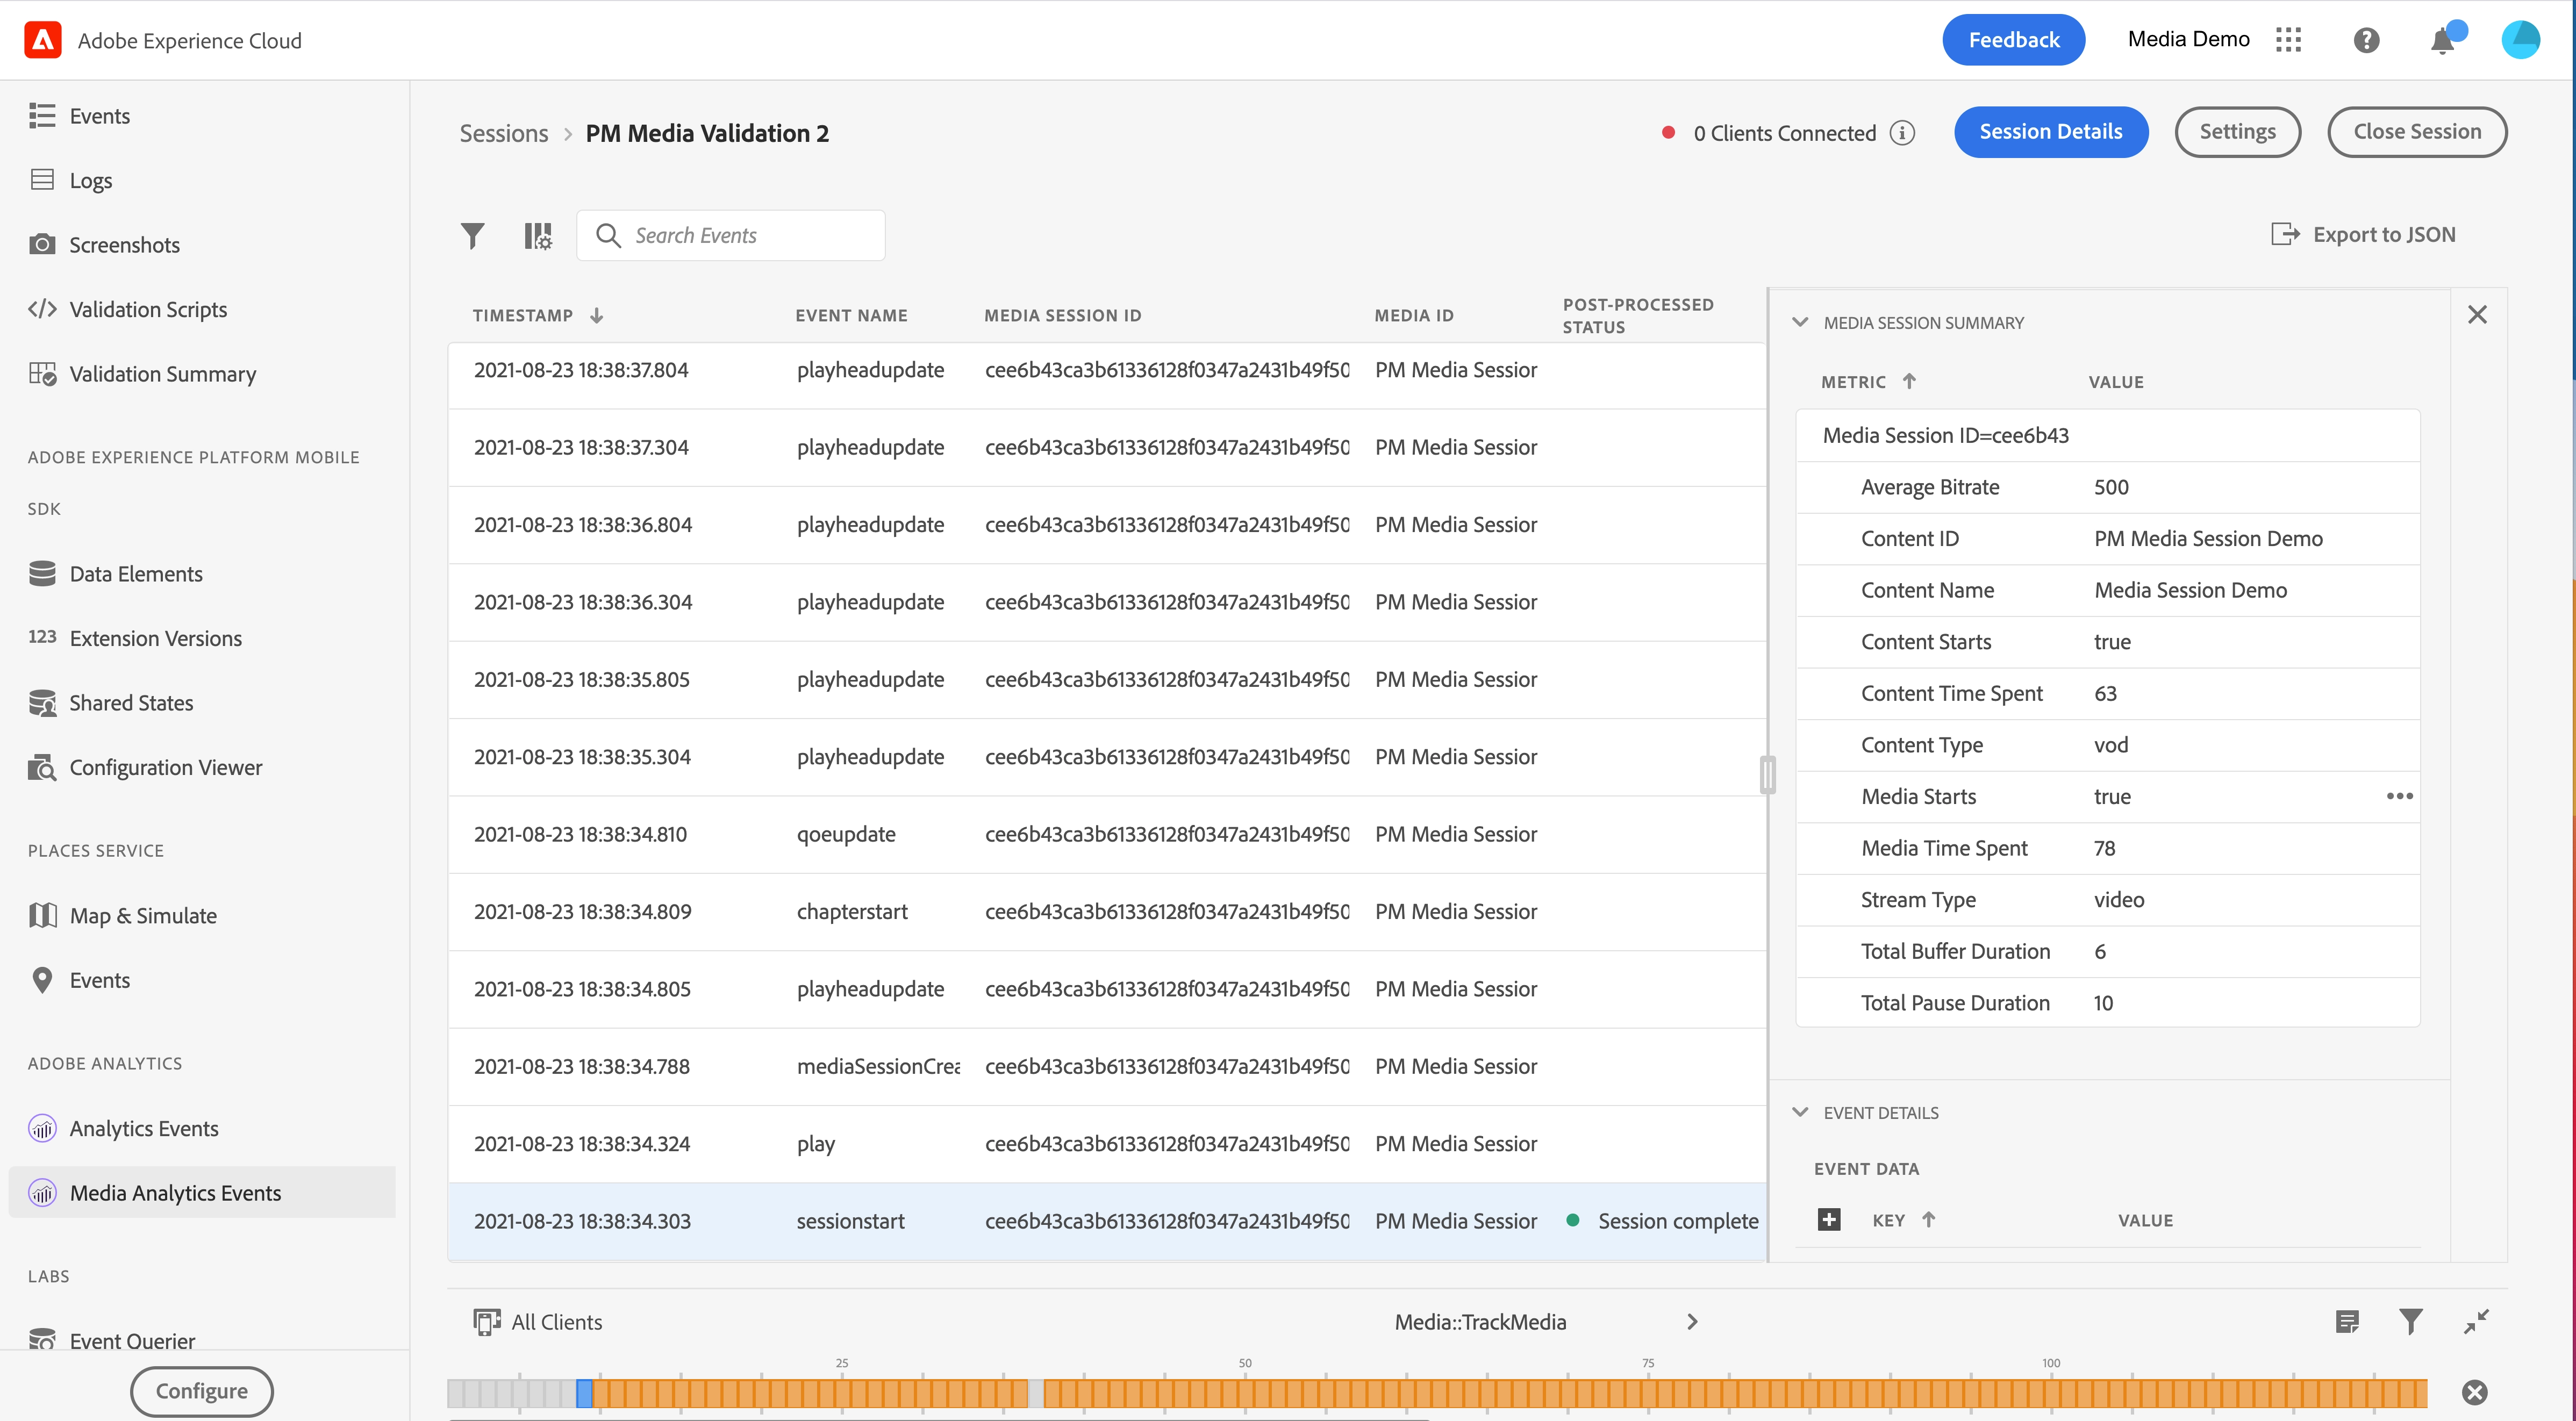 Adobe Experience Cloud
Feedback
Media Demo
Events
Logs
Screenshots
Validation Scripts
Validation Summary
ADOBE EXPERIENCE PLATFORM MOBILE
SDK
Data Elements
123 Extension Versions
Shared States
Configuration Viewer
PLACES SERVICE
Map & Simulate
Events
ADOBE ANALYTICS
Analytics Events
Media Analytics Events
LABS
Event Querier
Configure
Sessions > PM Media Validation 2
0 Clients Connected
Session Details
Settings
Close Session
Search Events
Export to JSON
TIMESTAMP EVENT NAME MEDIA SESSION ID MEDIA ID POST-PROCESSED
STATUS
2021-08-23 18:38:37.804 playheadupdate cee6b43ca3b61336128f0347a2431b49f50 PM Media Session
2021-08-23 18:38:37.304 playheadupdate cee6b43ca3b61336128f0347a2431b49f50 PM Media Session
2021-08-23 18:38:36.804 playheadupdate cee6b43ca3b61336128f0347a2431b49f50 PM Media Session
2021-08-23 18:38:36.304 playheadupdate cee6b43ca3b61336128f0347a2431b49f50 PM Media Session
2021-08-23 18:38:35.805 playheadupdate cee6b43ca3b61336128f0347a2431b49f50 PM Media Session
2021-08-23 18:38:35.304 playheadupdate cee6b43ca3b61336128f0347a2431b49f50 PM Media Session
2021-08-23 18:38:34.810 qoeupdate cee6b43ca3b61336128f0347a2431b49f50 PM Media Session
2021-08-23 18:38:34.809 chapterstart cee6b43ca3b61336128f0347a2431b49f50 PM Media Session
2021-08-23 18:38:34.805 playheadupdate cee6b43ca3b61336128f0347a2431b49f50 PM Media Session
2021-08-23 18:38:34.788 mediaSessionCrea cee6b43ca3b61336128f0347a2431b49f50 PM Media Session
2021-08-23 18:38:34.324 play cee6b43ca3b61336128f0347a2431b49f50 PM Media Session
2021-08-23 18:38:34.303 sessionstart cee6b43ca3b61336128f0347a2431b49f50 PM Media Session Session complete
MEDIA SESSION SUMMARY
METRIC VALUE
Media Session ID=cee6b43
Average Bitrate 500
Content ID PM Media Session Demo
Content Name Media Session Demo
Content Starts true
Content Time Spent 63
Content Type vod
Media Starts true
Media Time Spent 78
Stream Type video
Total Buffer Duration 6
Total Pause Duration 10
EVENT DETAILS
EVENT DATA
KEY VALUE
All Clients
Media::TrackMedia
25 50 75 100